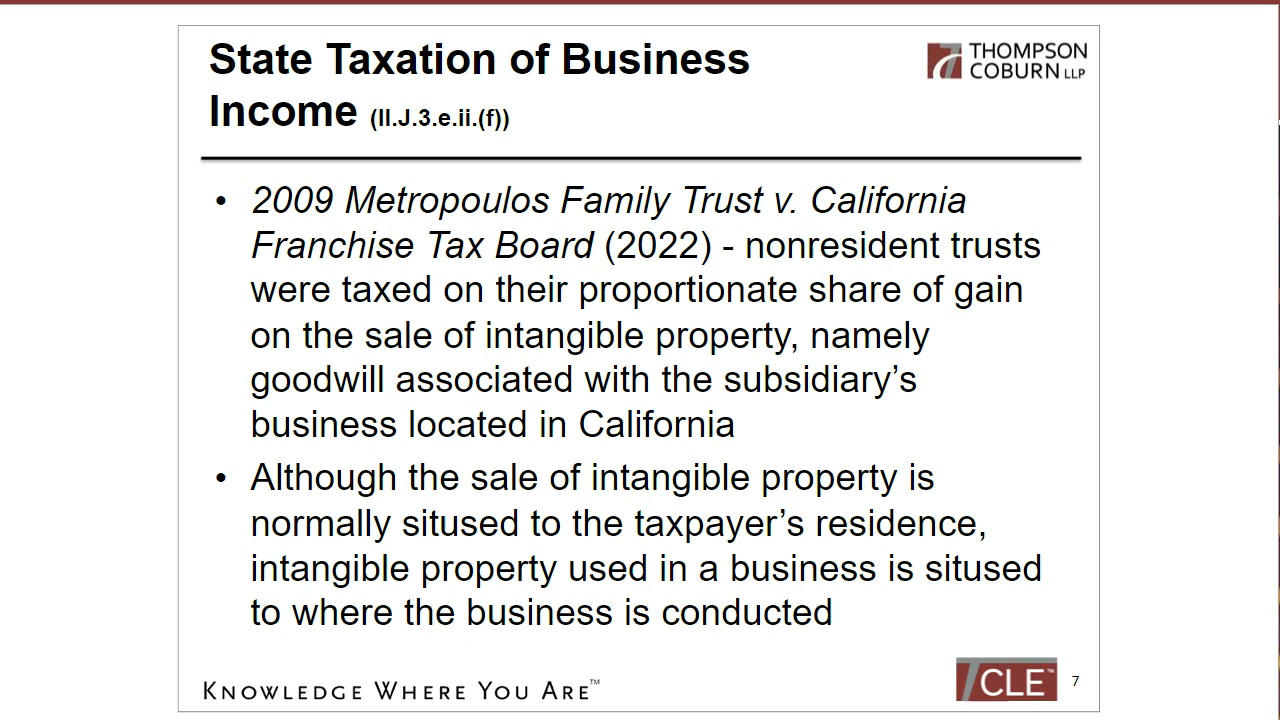 State Taxation of Business
Income (II.J.3.e.ii.(f))
THOMPSON
COBURN LLP
• 2009 Metropoulos Family Trust v. California
Franchise Tax Board (2022) - nonresident trusts
were taxed on their proportionate share of gain
on the sale of intangible property, namely
goodwill associated with the subsidiary’s
business located in California
• Although the sale of intangible property is
normally sitused to the taxpayer’s residence,
intangible property used in a business is sitused
to where the business is conducted
KNOWLEDGE WHERE YOU ARE™
CLE™
7